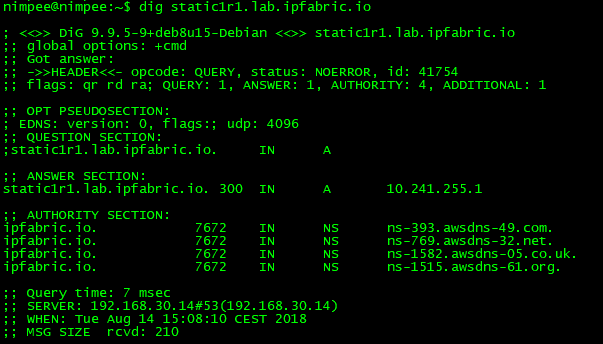 nimpee@nimpee:~$ dig static1r1.lab.ipfabric.io
; <<>> DiG 9.9.5-9+deb8u15-Debian <<>> static1r1.lab.ipfabric.io
;; global options: +cmd
;; Got answer:
;; ->>HEADER<<- opcode: QUERY, status: NOERROR, id: 41754
;; flags: qr rd ra; QUERY: 1, ANSWER: 1, AUTHORITY: 4, ADDITIONAL: 1
;; OPT PSEUDOSECTION:
; EDNS: version: 0, flags:; udp: 4096
;; QUESTION SECTION:
;static1r1.lab.ipfabric.io. IN A
;; ANSWER SECTION:
static1r1.lab.ipfabric.io. 300 IN A 10.241.255.1
;; AUTHORITY SECTION:
ipfabric.io. 7672 IN NS ns-393.awsdns-49.com.
ipfabric.io. 7672 IN NS ns-769.awsdns-32.net.
ipfabric.io. 7672 IN NS ns-1582.awsdns-05.co.uk.
ipfabric.io. 7672 IN NS ns-1515.awsdns-61.org.
;; Query time: 7 msec
;; SERVER: 192.168.30.14#53(192.168.30.14)
;; WHEN: Tue Aug 14 15:08:10 CEST 2018
;; MSG SIZE rcvd: 210